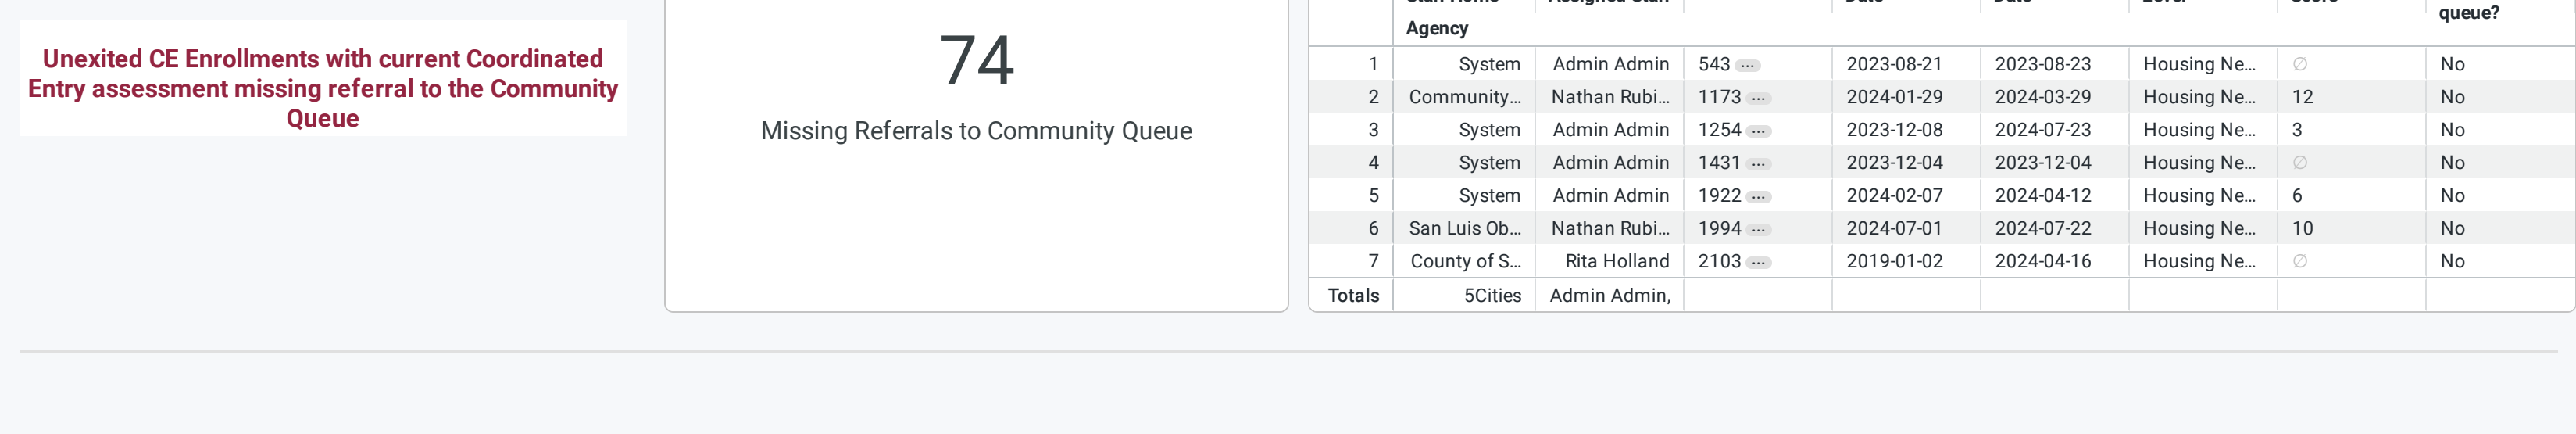 Unexited CE Enrollments with current Coordinated
Entry assessment missing referral to the Community
Queue
74
Missing Referrals to Community Queue
Agency queue?
1 System Admin Admin 543 ... 2023-08-21 2023-08-23 Housing Ne... ∅ No
2 Community... Nathan Rubi... 1173 ... 2024-01-29 2024-03-29 Housing Ne... 12 No
3 System Admin Admin 1254 ... 2023-12-08 2024-07-23 Housing Ne... 3 No
4 System Admin Admin 1431 ... 2023-12-04 2023-12-04 Housing Ne... ∅ No
5 System Admin Admin 1922 ... 2024-02-07 2024-04-12 Housing Ne... 6 No
6 San Luis Ob... Nathan Rubi... 1994 ... 2024-07-01 2024-07-22 Housing Ne... 10 No
7 County of S... Rita Holland 2103 ... 2019-01-02 2024-04-16 Housing Ne... ∅ No
Totals 5Cities Admin Admin,